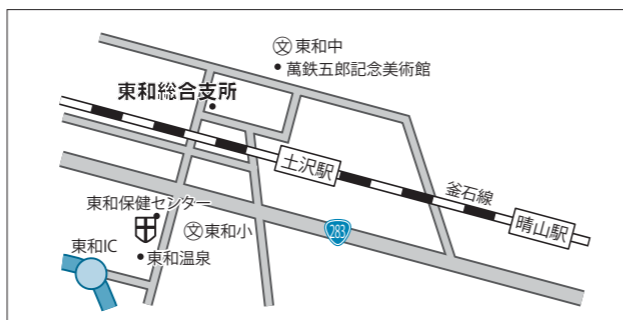 文 東和中
萬鉄五郎記念美術館
東和総合支所
土沢駅
釜石線
晴山駅
283
東和保健センター
文 東和小
東和IC
東和温泉